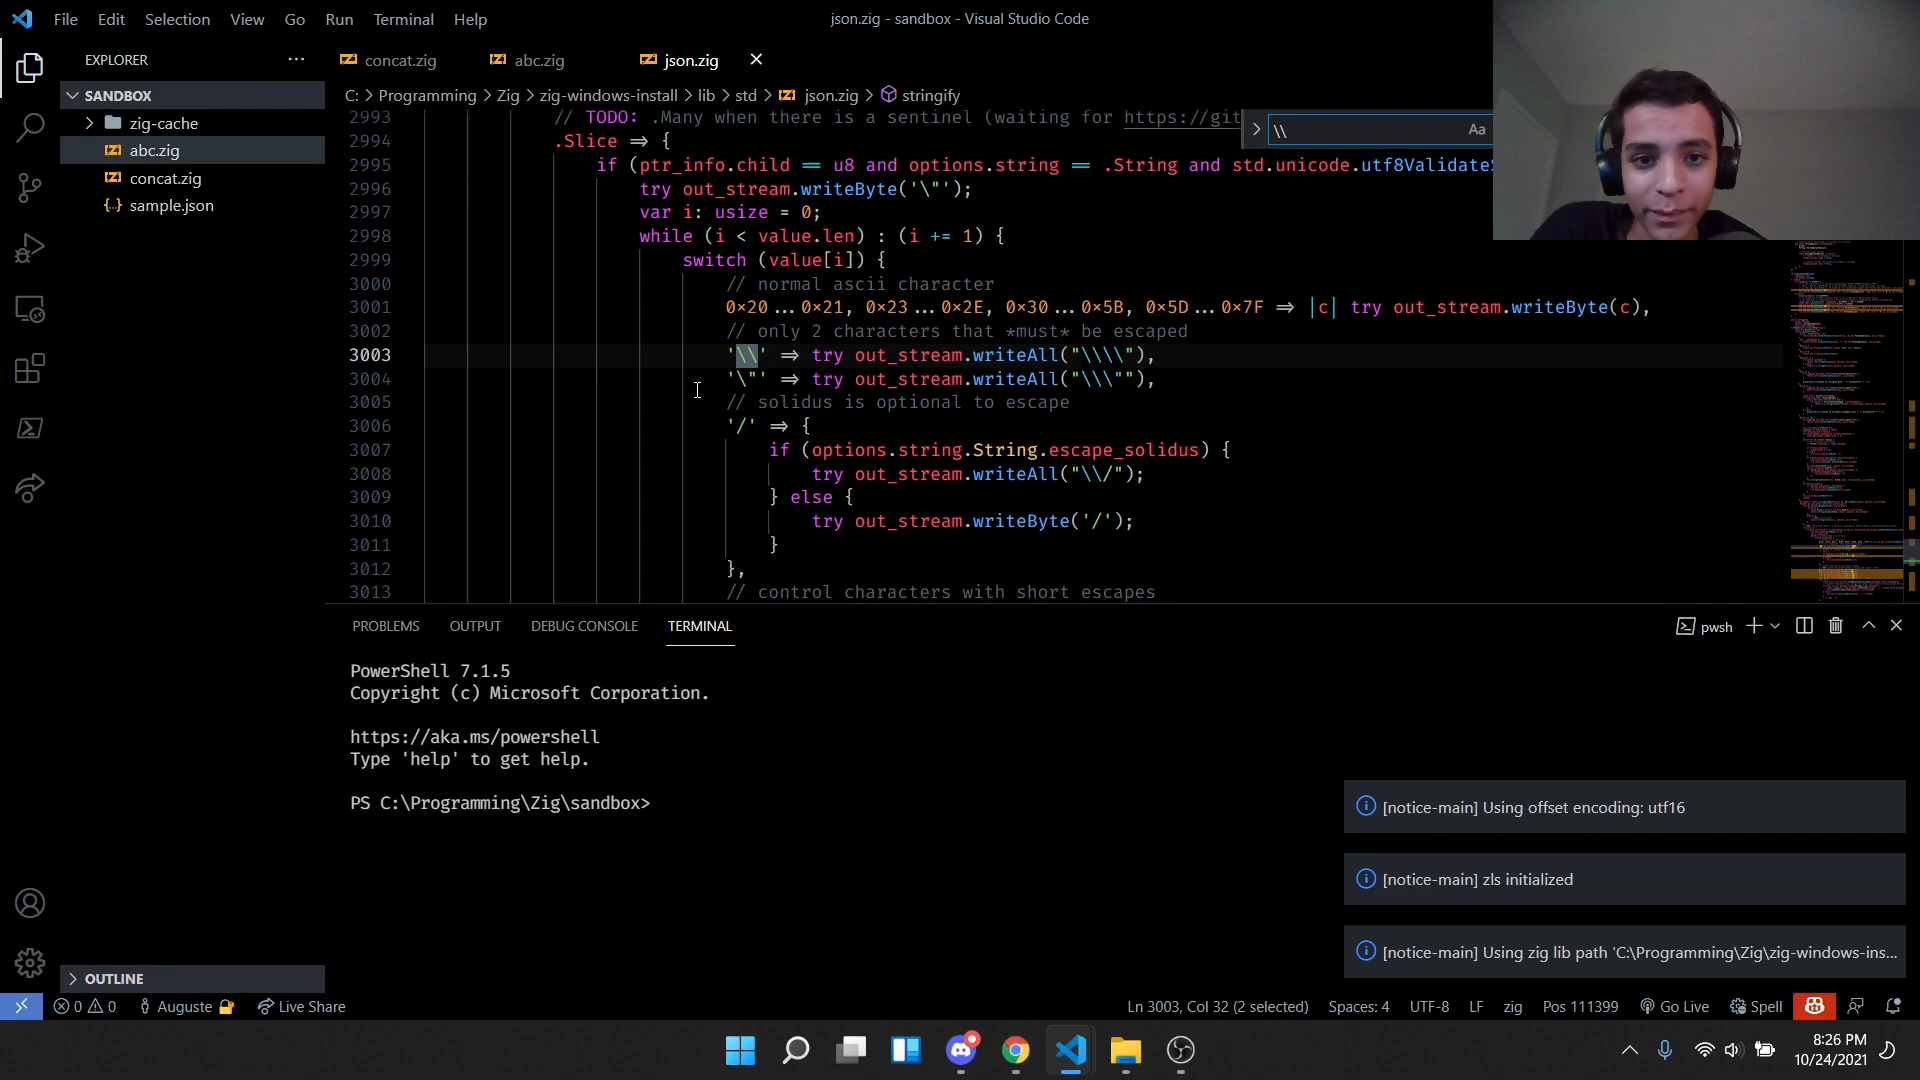 File Edit Selection View Go Run Terminal Help
json.zig - sandbox - Visual Studio Code
EXPLORER
SANDBOX
zig-cache
abc.zig
concat.zig
sample.json
OUTLINE
concat.zig abc.zig json.zig
C: > Programming > Zig > zig-windows-install > lib > std > json.zig > stringify
\\ Aa
2993 // TODO: .Many when there is a sentinel (waiting for https://git
2994 .Slice => {
2995 if (ptr_info.child == u8 and options.string == .String and std.unicode.utf8ValidateS
2996 try out_stream.writeByte('\"');
2997 var i: usize = 0;
2998 while (i < value.len) : (i += 1) {
2999 switch (value[i]) {
3000 // normal ascii character
3001 0x20...0x21, 0x23...0x2E, 0x30...0x5B, 0x5D...0x7F => |c| try out_stream.writeByte(c),
3002 // only 2 characters that *must* be escaped
3003 '\\' => try out_stream.writeAll("\\\\"),
3004 '\"' => try out_stream.writeAll("\\\""),
3005 // solidus is optional to escape
3006 '/' => {
3007 if (options.string.String.escape_solidus) {
3008 try out_stream.writeAll("\\/");
3009 } else {
3010 try out_stream.writeByte('/');
3011 }
3012 },
3013 // control characters with short escapes
PROBLEMS OUTPUT DEBUG CONSOLE TERMINAL
pwsh
PowerShell 7.1.5
Copyright (c) Microsoft Corporation.
https://aka.ms/powershell
Type 'help' to get help.
PS C:\Programming\Zig\sandbox>
[notice-main] Using offset encoding: utf16
[notice-main] zls initialized
[notice-main] Using zig lib path 'C:\Programming\Zig\zig-windows-ins...
0 0 Auguste Live Share
Ln 3003, Col 32 (2 selected) Spaces: 4 UTF-8 LF zig Pos 111399 Go Live Spell
8:26 PM
10/24/2021